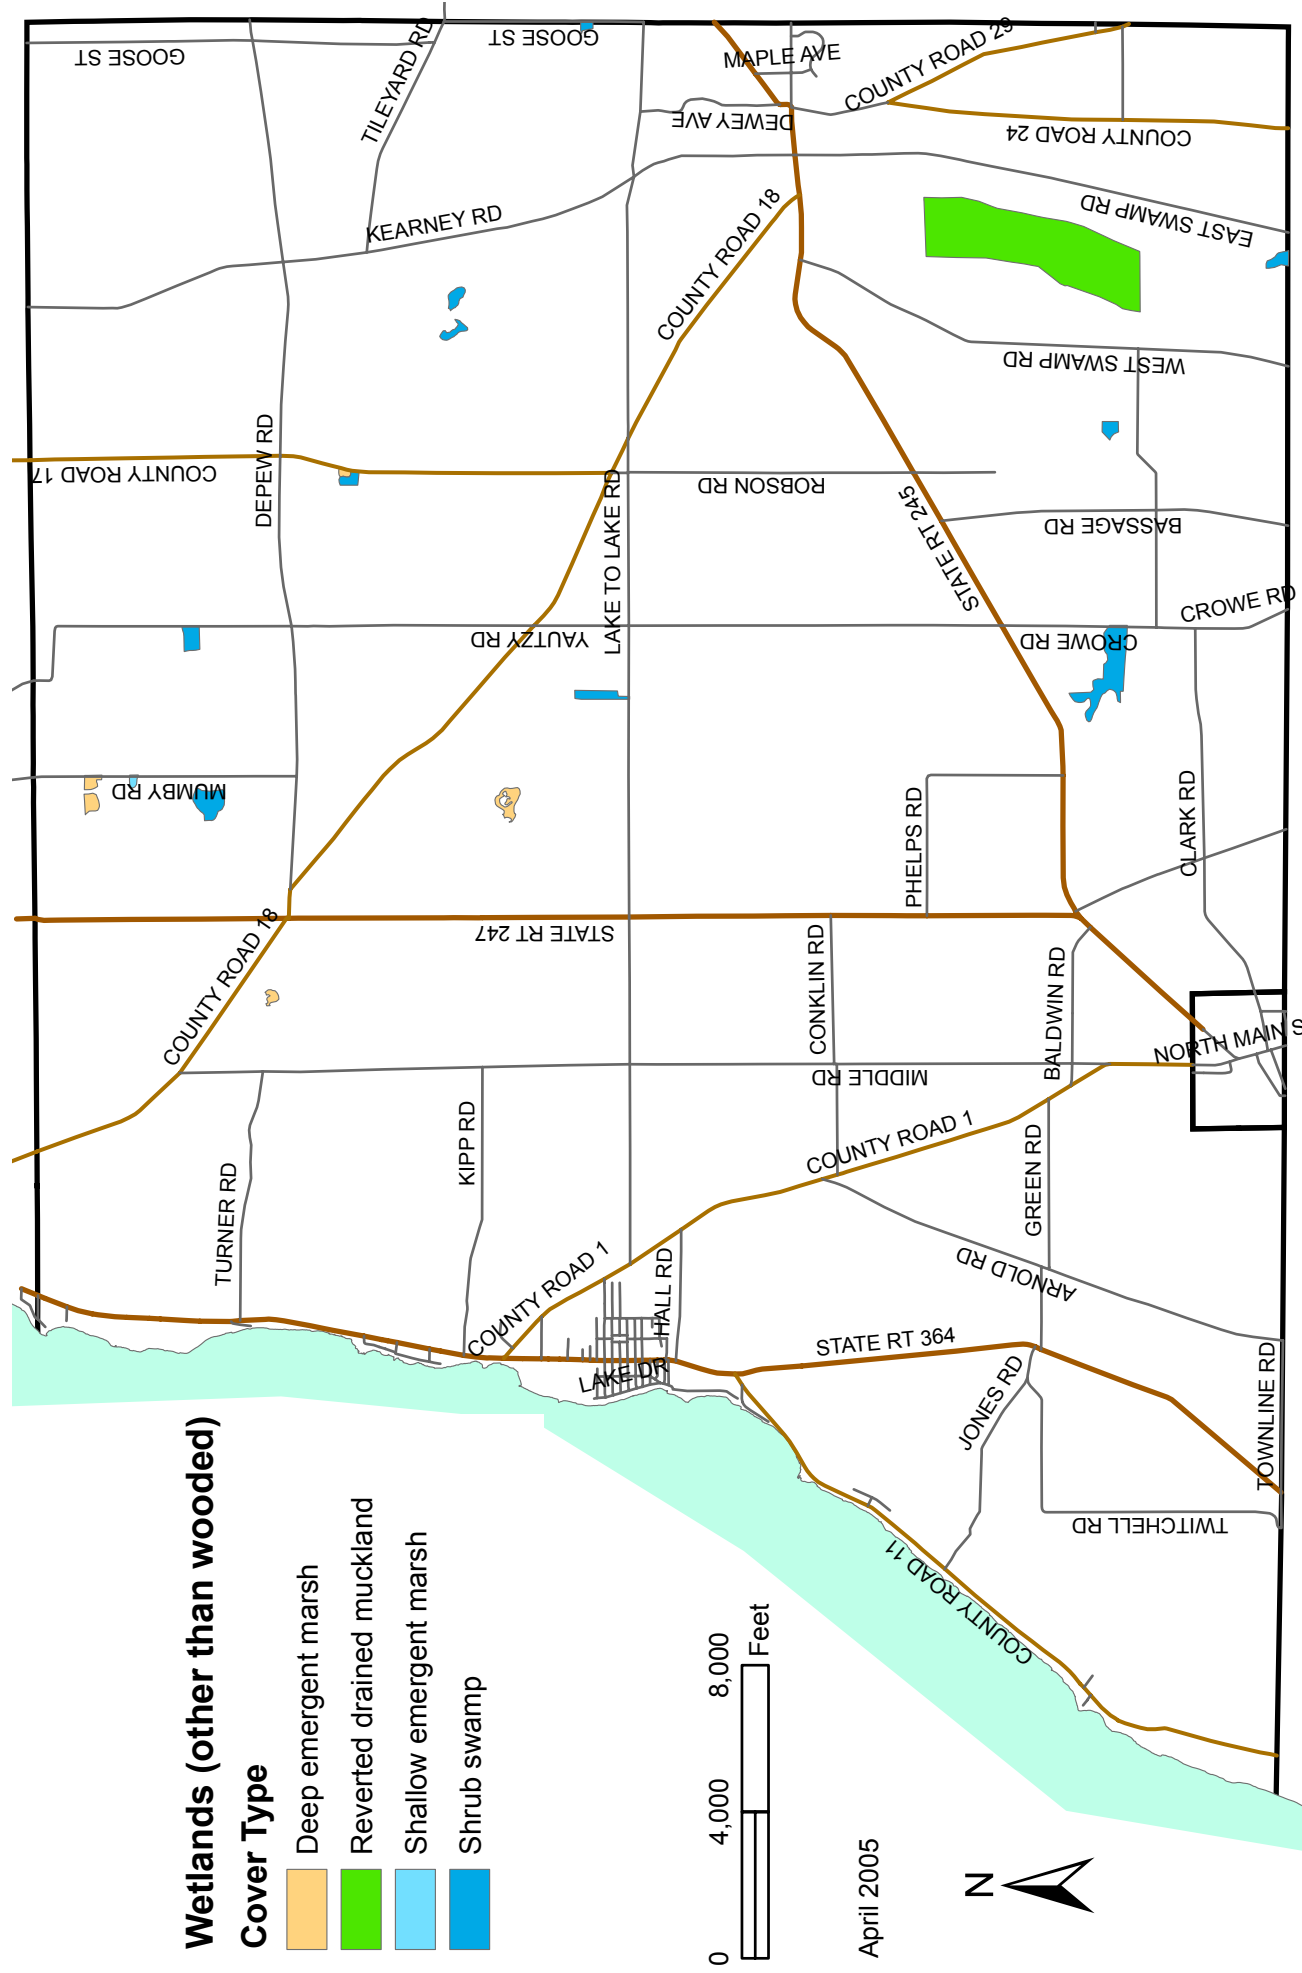 Wetlands (other than wooded)
Cover Type
Deep emergent marsh
Reverted drained muckland
Shallow emergent marsh
Shrub swamp
0 4,000 8,000
Feet
April 2005
N
GOOSE ST
TILEYARD RD
GOOSE ST
MAPLE AVE
COUNTY ROAD 29
DEWEY AVE
COUNTY ROAD 24
KEARNEY RD
COUNTY ROAD 18
EAST SWAMP RD
WEST SWAMP RD
COUNTY ROAD 17
DEPEW RD
LAKE TO LAKE RD
ROBSON RD
STATE RT 245
BASSAGE RD
CROWE RD
YAUTZY RD
CROWE RD
MUMBY RD
PHELPS RD
CLARK RD
COUNTY ROAD 18
STATE RT 247
CONKLIN RD
BALDWIN RD
NORTH MAIN S
MIDDLE RD
TURNER RD
KIPP RD
COUNTY ROAD 1
GREEN RD
COUNTY ROAD 1
HALL RD
ARNOLD RD
LAKE DR
STATE RT 364
JONES RD
TOWNLINE RD
TWITCHELL RD
COUNTY ROAD 11